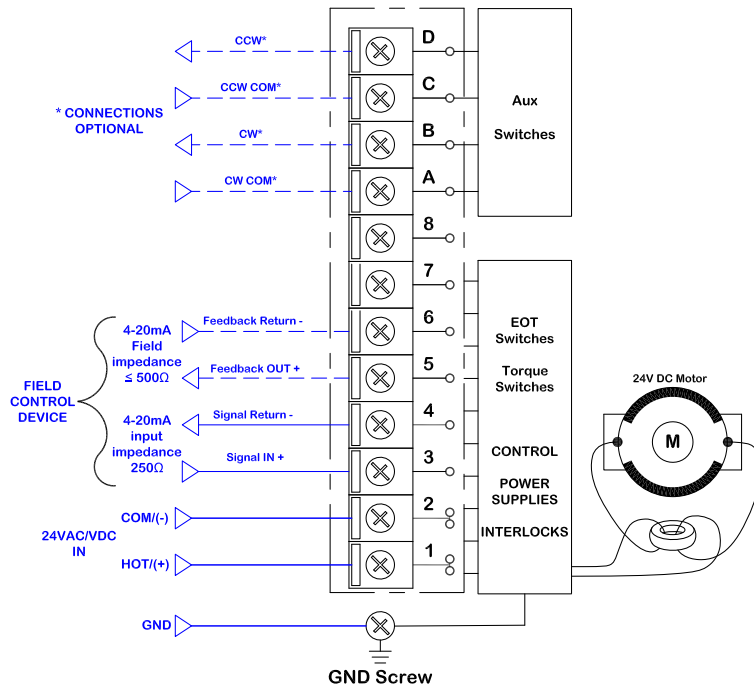 CCW*
D
CCW COM*
C
* CONNECTIONS
OPTIONAL
CW*
B
CW COM*
A
Aux
Switches
8
7
Feedback Return -
6
4-20mA
Field
impedance
≤ 500Ω
Feedback OUT +
5
FIELD
CONTROL
DEVICE
4-20mA
input
impedance
250Ω
Signal Return -
4
Signal IN +
3
COM/(-)
2
24VAC/VDC
IN
HOT/(+)
1
EOT
Switches
Torque
Switches
CONTROL
POWER
SUPPLIES
INTERLOCKS
24V DC Motor
M
GND
GND Screw